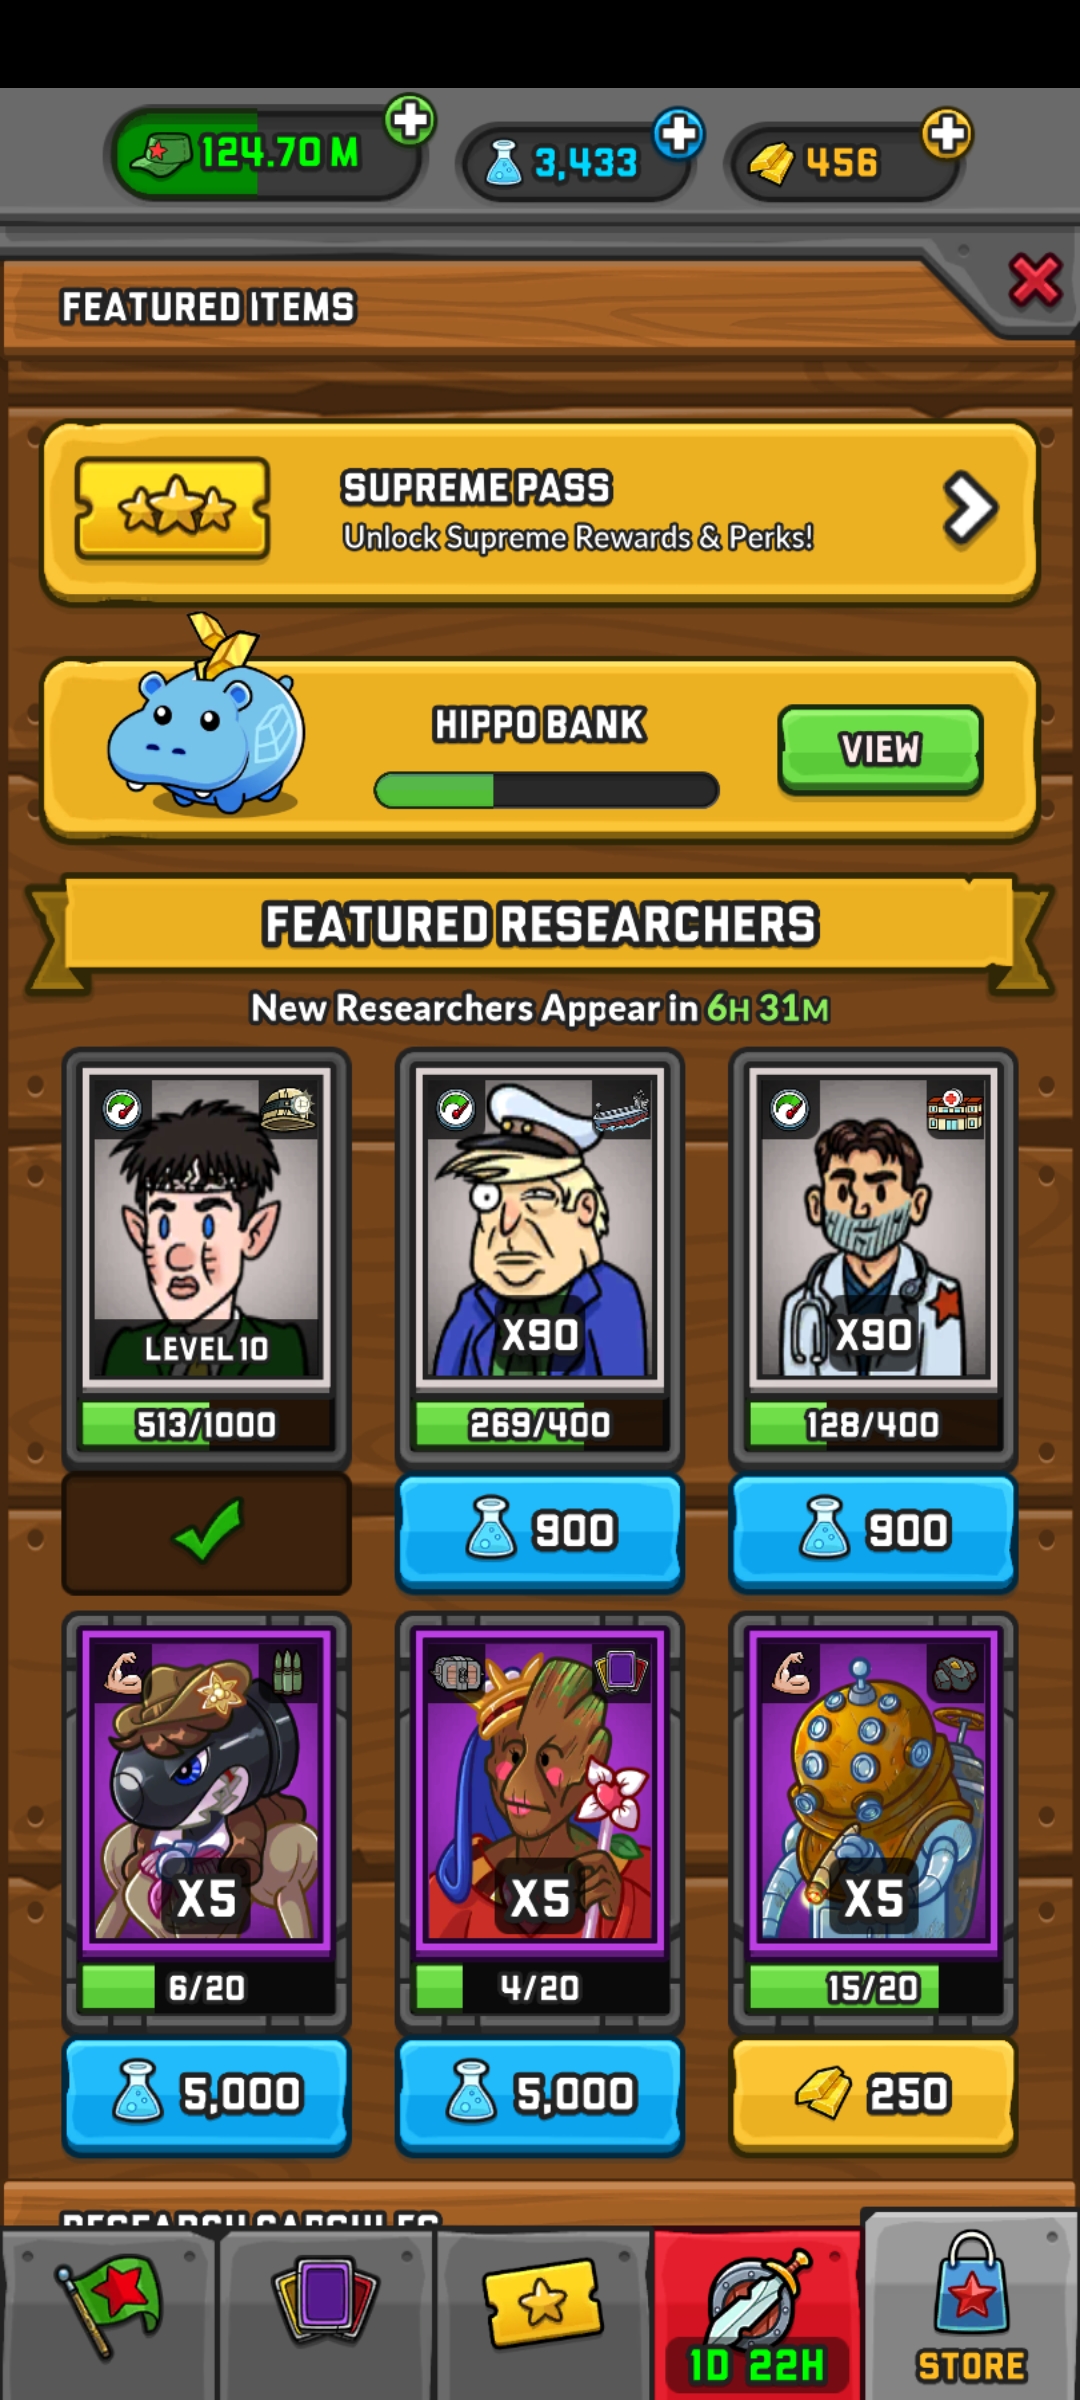 124.70 M
3,433
456
FEATURED ITEMS
SUPREME PASS
Unlock Supreme Rewards & Perks!
HIPPO BANK
VIEW
FEATURED RESEARCHERS
New Researchers Appear in 6H 31M
LEVEL 10
X90
X90
513/1000
269/400
128/400
900
900
X5
X5
X5
6/20
4/20
15/20
5,000
5,000
250
RESEARCH CAPSULES
1D 22H
STORE